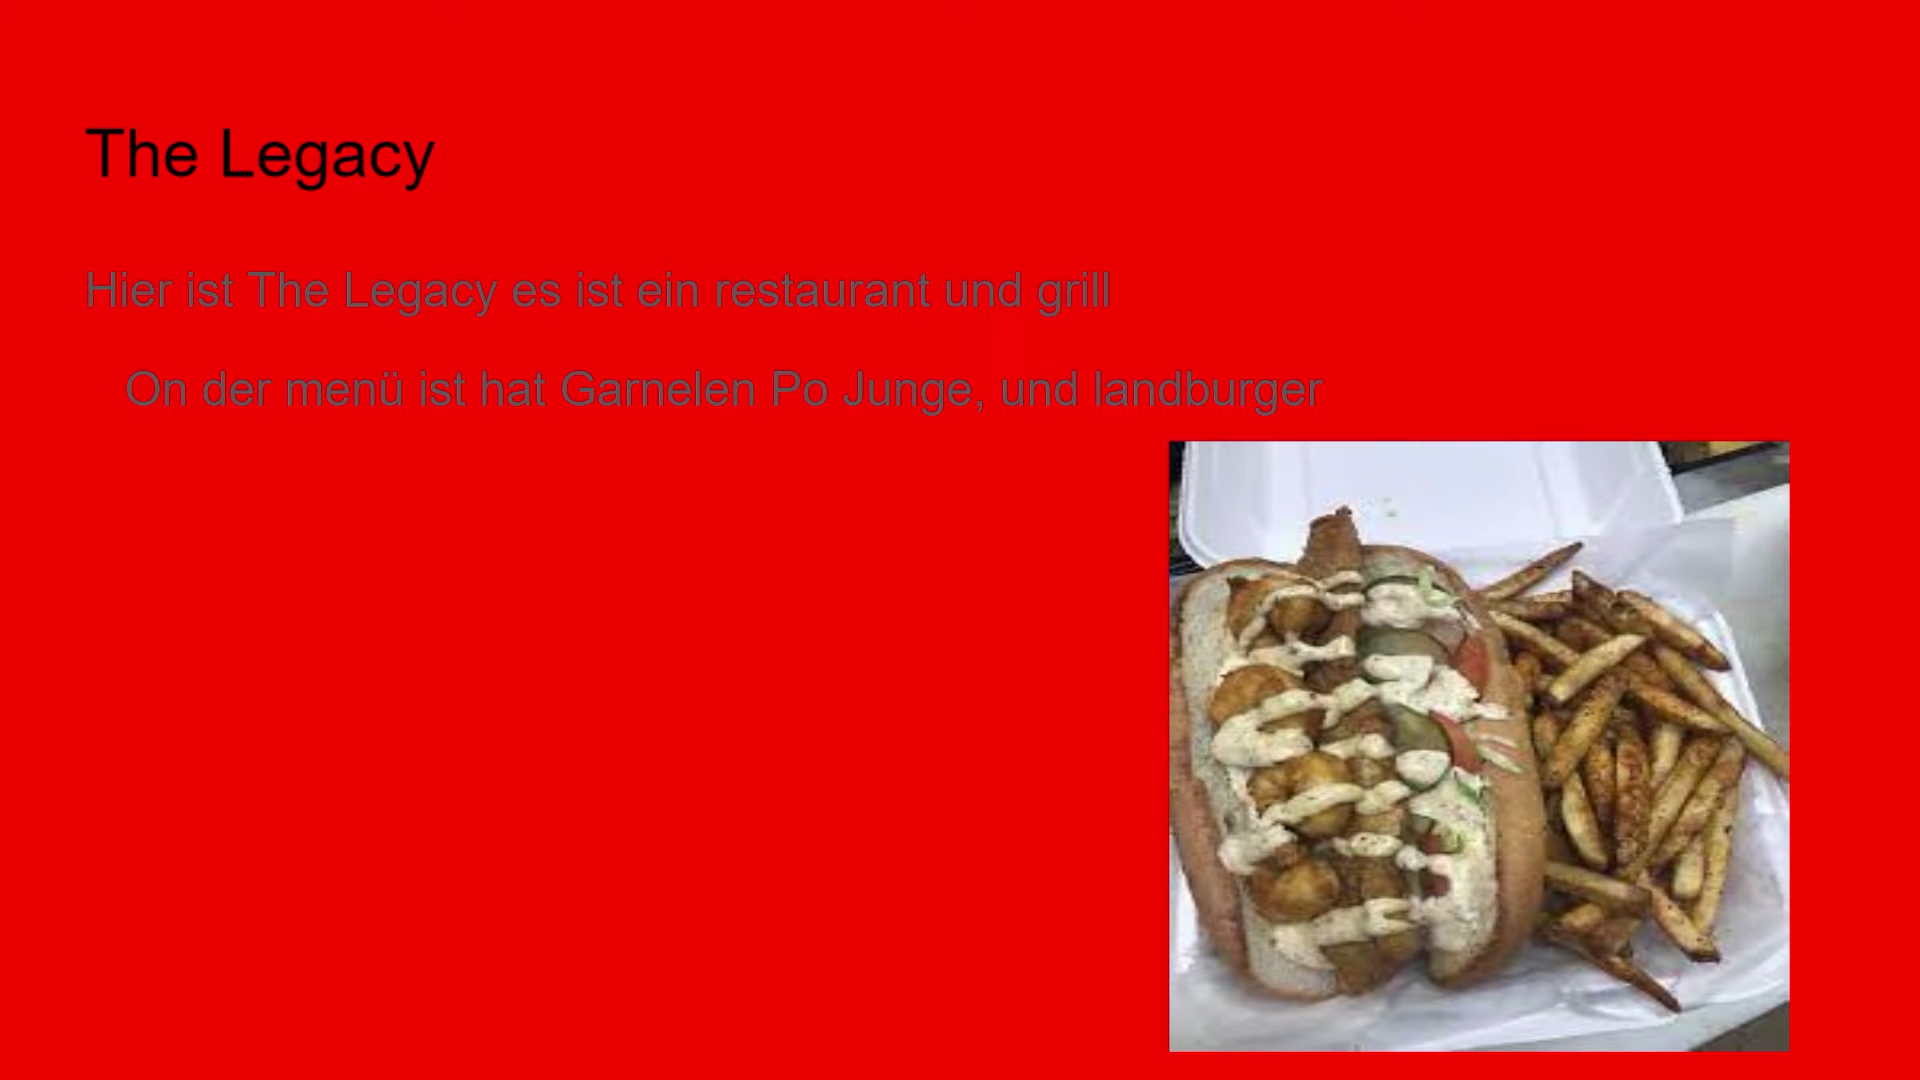 The Legacy
Hier ist The Legacy es ist ein restaurant und grill
On der menü ist hat Garnelen Po Junge, und landburger